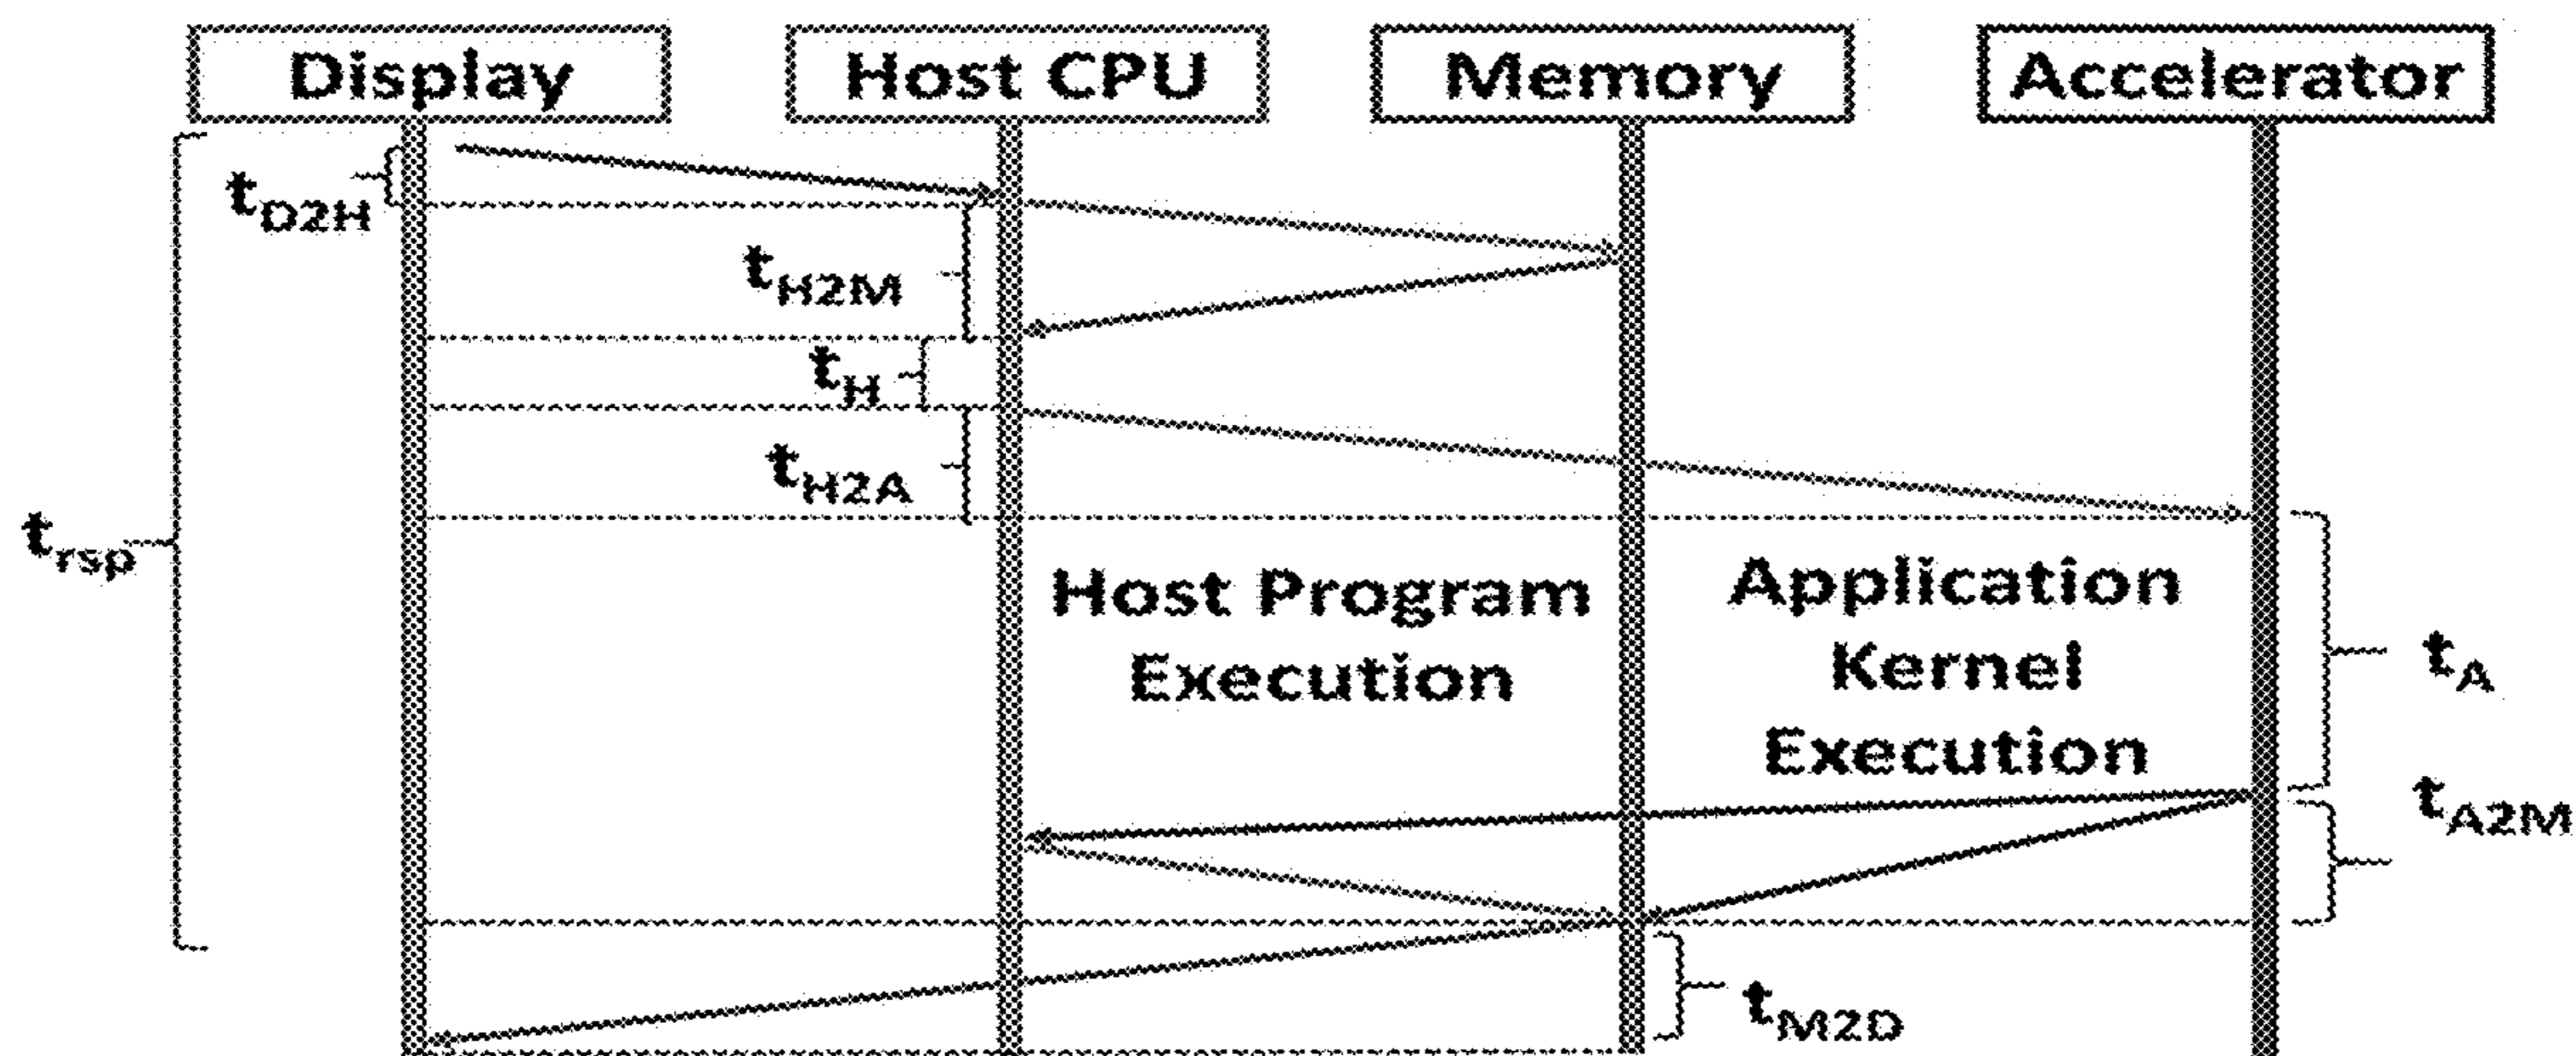 Display Host CPU Memory Accelerator
tD2H
tH2M
tH
tH2A
trsp
Host Program
Execution
Application
Kernel
Execution
tA
tA2M
tM2D